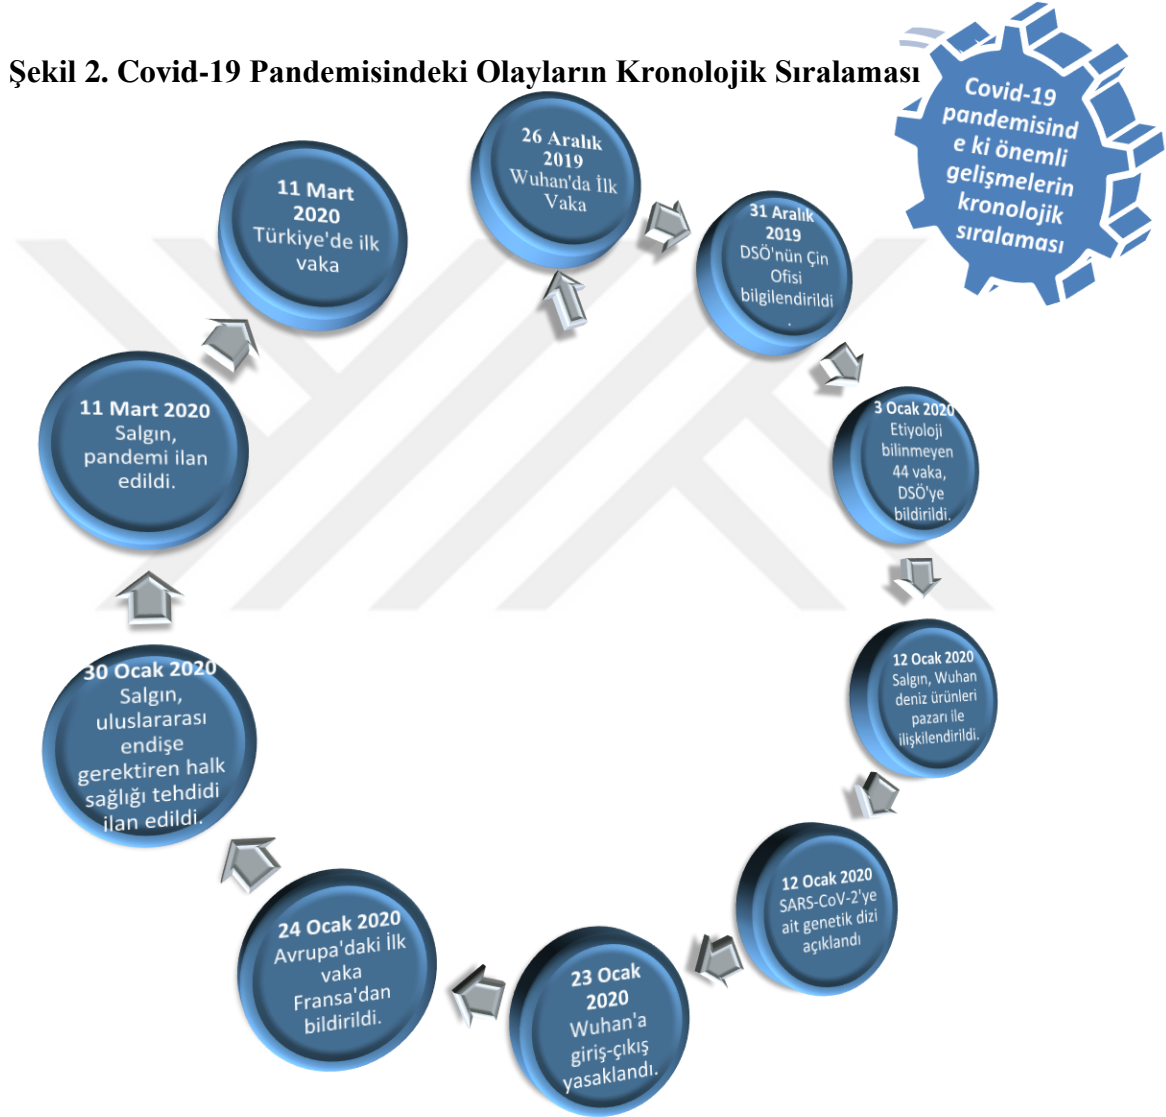 Şekil 2. Covid-19 Pandemisindeki Olayların Kronolojik Sıralaması
Covid-19
pandemisind
e ki önemli
gelişmelerin
kronolojik
sıralaması
26 Aralık
2019
Wuhan'da İlk
Vaka
31 Aralık
2019
DSÖ'nün Çin
Ofisi
bilgilendirildi
.
3 Ocak 2020
Etiyoloji
bilinmeyen
44 vaka,
DSÖ'ye
bildirildi.
12 Ocak 2020
Salgın, Wuhan
deniz ürünleri
pazarı ile
ilişkilendirildi.
12 Ocak 2020
SARS-CoV-2'ye
ait genetik dizi
açıklandı
23 Ocak
2020
Wuhan'a
giriş-çıkış
yasaklandı.
24 Ocak 2020
Avrupa'daki İlk
vaka
Fransa'dan
bildirildi.
30 Ocak 2020
Salgın,
uluslararası
endişe
gerektiren halk
sağlığı tehdidi
ilan edildi.
11 Mart 2020
Salgın,
pandemi ilan
edildi.
11 Mart
2020
Türkiye'de ilk
vaka